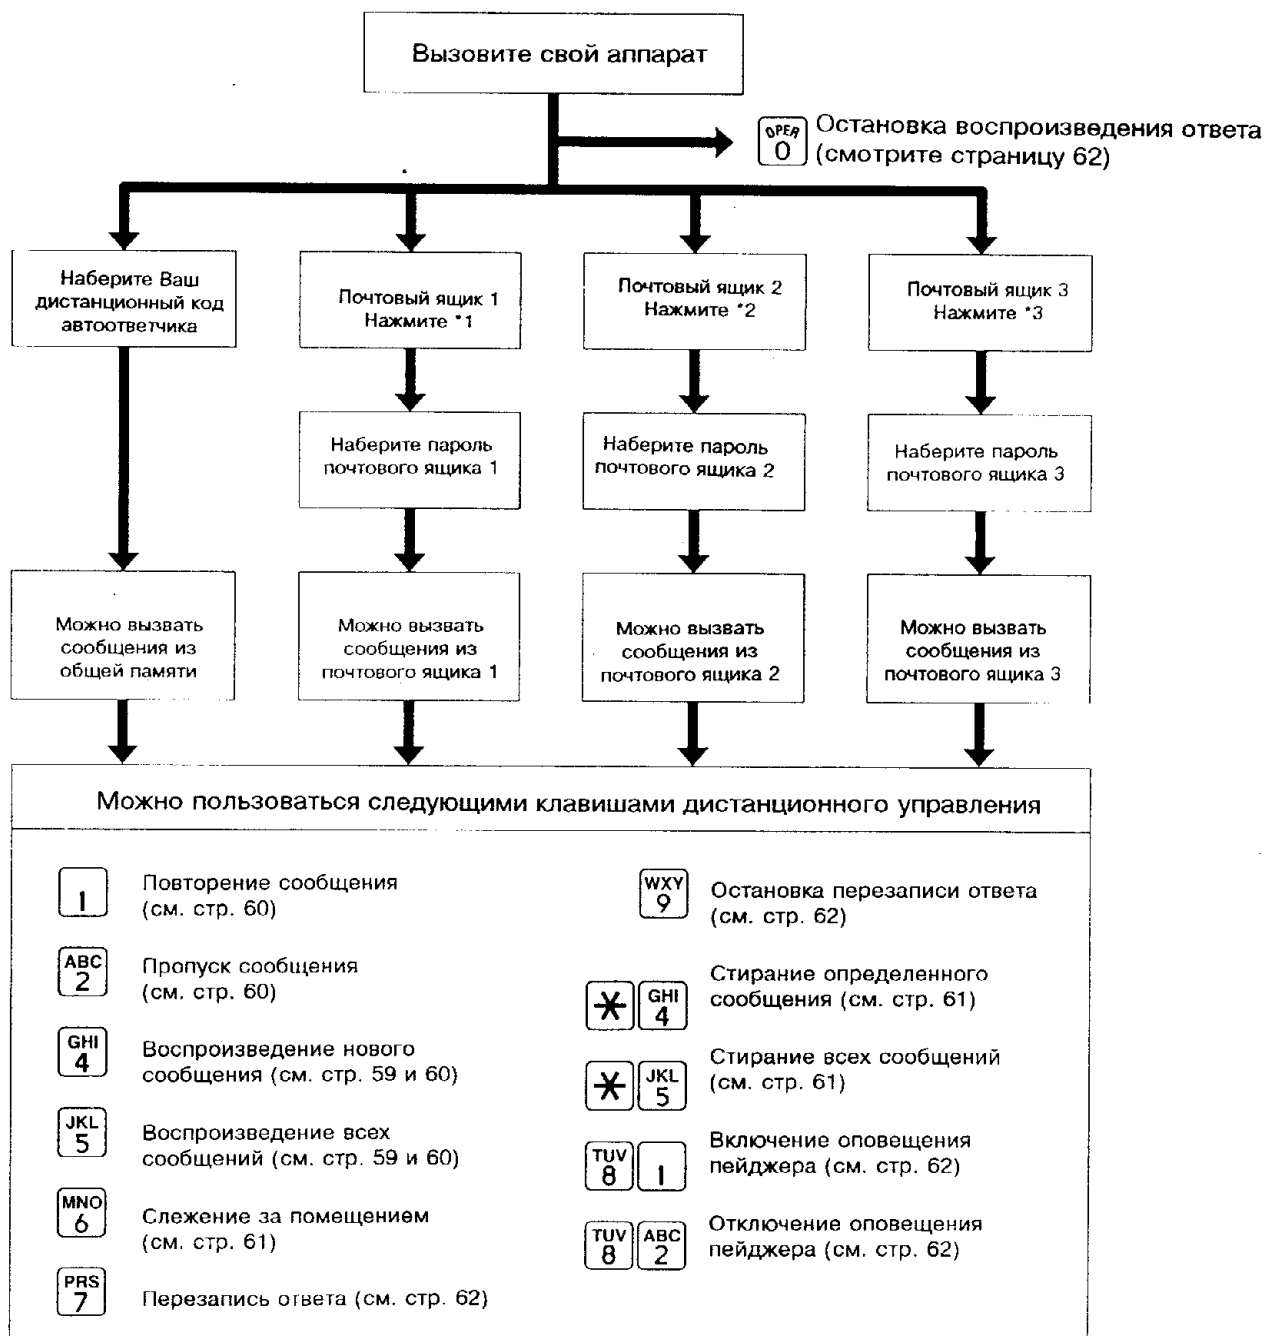 Вызовите свой аппарат
OPER
0
Остановка воспроизведения ответа
(смотрите страницу 62)
Наберите Ваш
дистанционный код
автоответчика
Почтовый ящик 1
Нажмите *1
Почтовый ящик 2
Нажмите *2
Почтовый ящик 3
Нажмите *3
Наберите пароль
почтового ящика 1
Наберите пароль
почтового ящика 2
Наберите пароль
почтового ящика 3
Можно вызвать
сообщения из
общей памяти
Можно вызвать
сообщения из
почтового ящика 1
Можно вызвать
сообщения из
почтового ящика 2
Можно вызвать
сообщения из
почтового ящика 3
Можно пользоваться следующими клавишами дистанционного управления
1
Повторение сообщения
(см. стр. 60)
ABC
2
Пропуск сообщения
(см. стр. 60)
GHI
4
Воспроизведение нового
сообщения (см. стр. 59 и 60)
JKL
5
Воспроизведение всех
сообщений (см. стр. 59 и 60)
MNO
6
Слежение за помещением
(см. стр. 61)
PRS
7
Перезапись ответа (см. стр. 62)
WXY
9
Остановка перезаписи ответа
(см. стр. 62)
* GHI
4
Стирание определенного
сообщения (см. стр. 61)
* JKL
5
Стирание всех сообщений
(см. стр. 61)
TUV
8 1
Включение оповещения
пейджера (см. стр. 62)
TUV ABC
8 2
Отключение оповещения
пейджера (см. стр. 62)